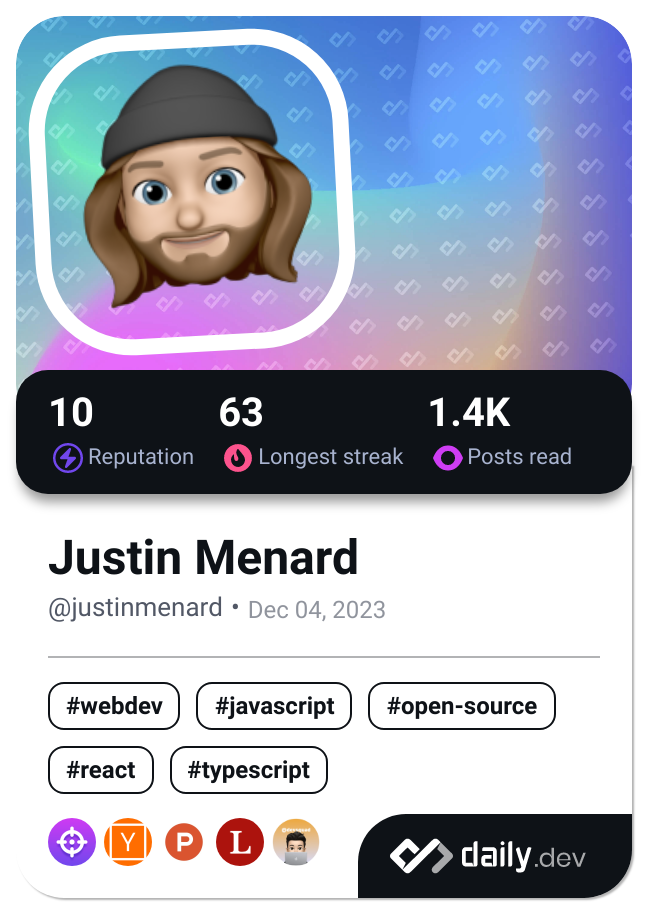 10 63 1.4K
Reputation Longest streak Posts read
Justin Menard
@justinmenard • Dec 04, 2023
#webdev #javascript #open-source
#react #typescript
Y P L
daily.dev